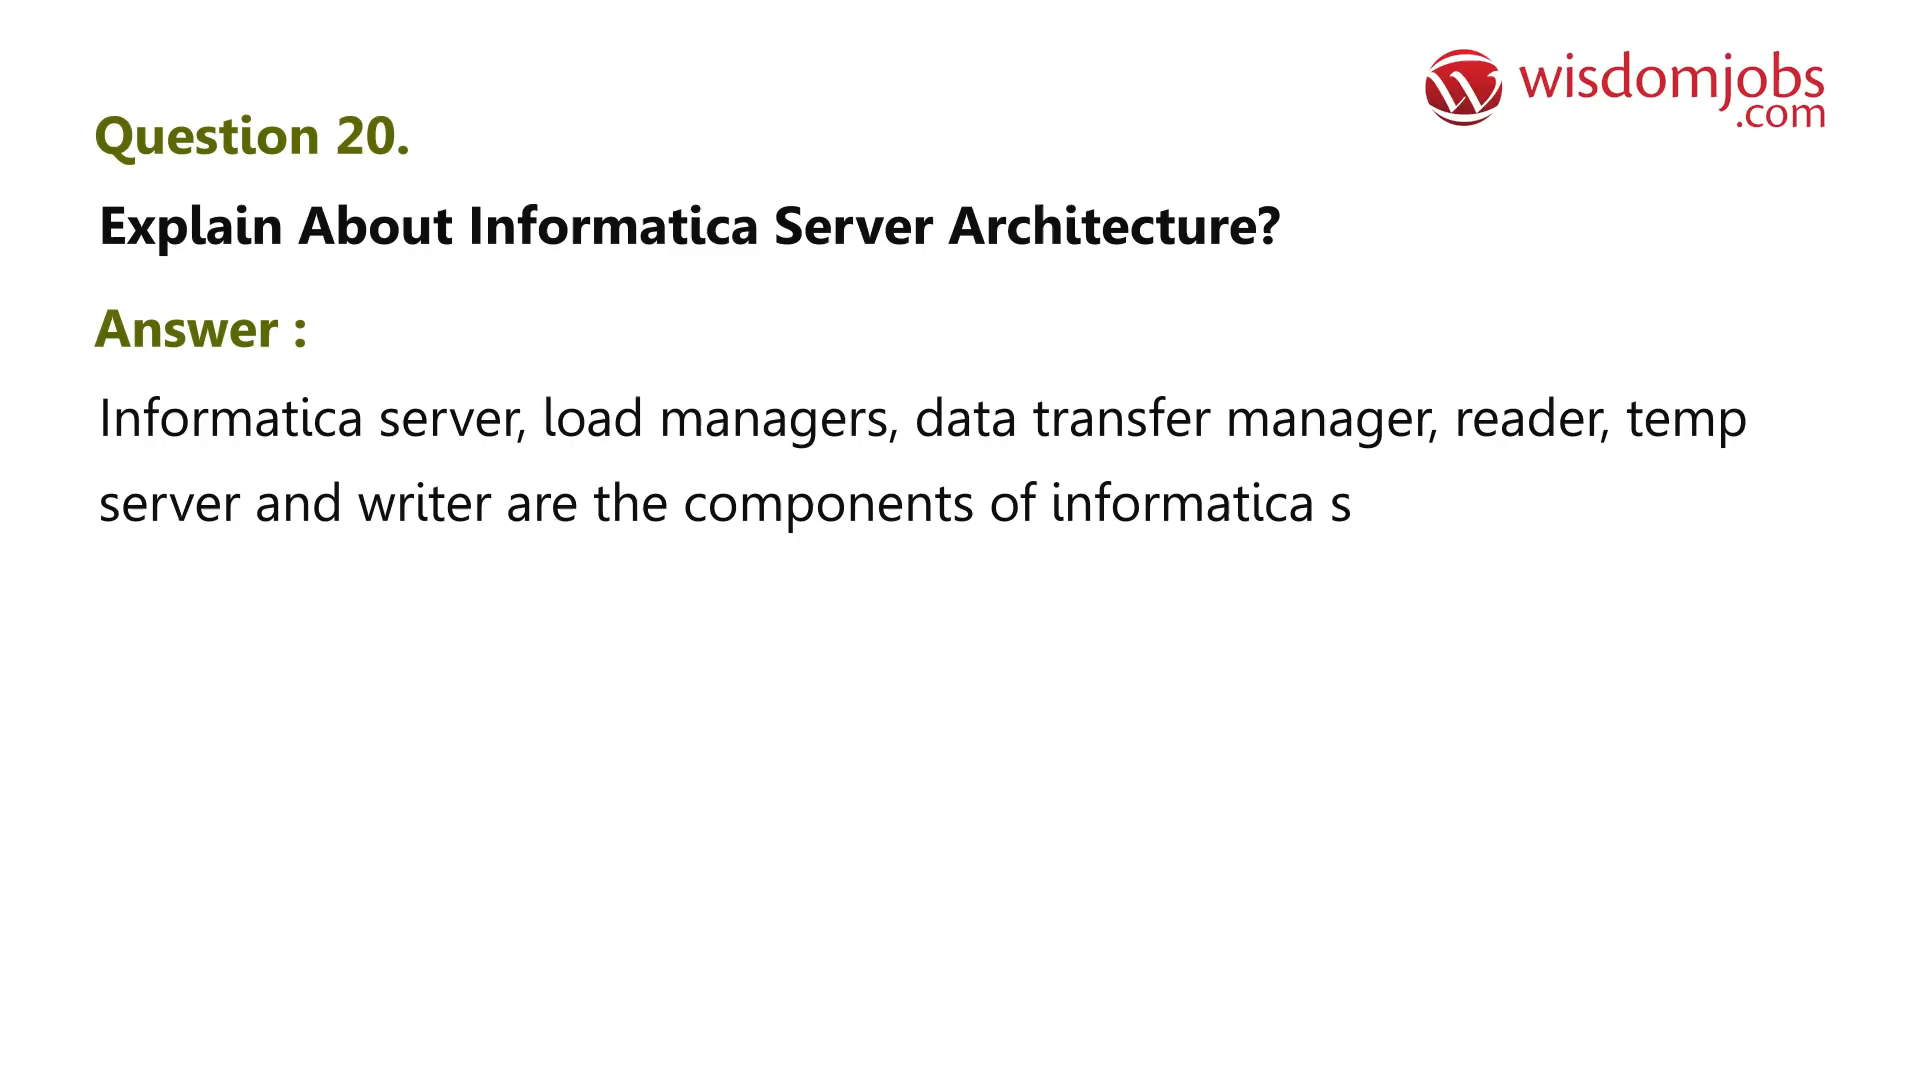 wisdomjobs
.com
Question 20.
Explain About Informatica Server Architecture?
Answer :
Informatica server, load managers, data transfer manager, reader, temp
server and writer are the components of informatica s